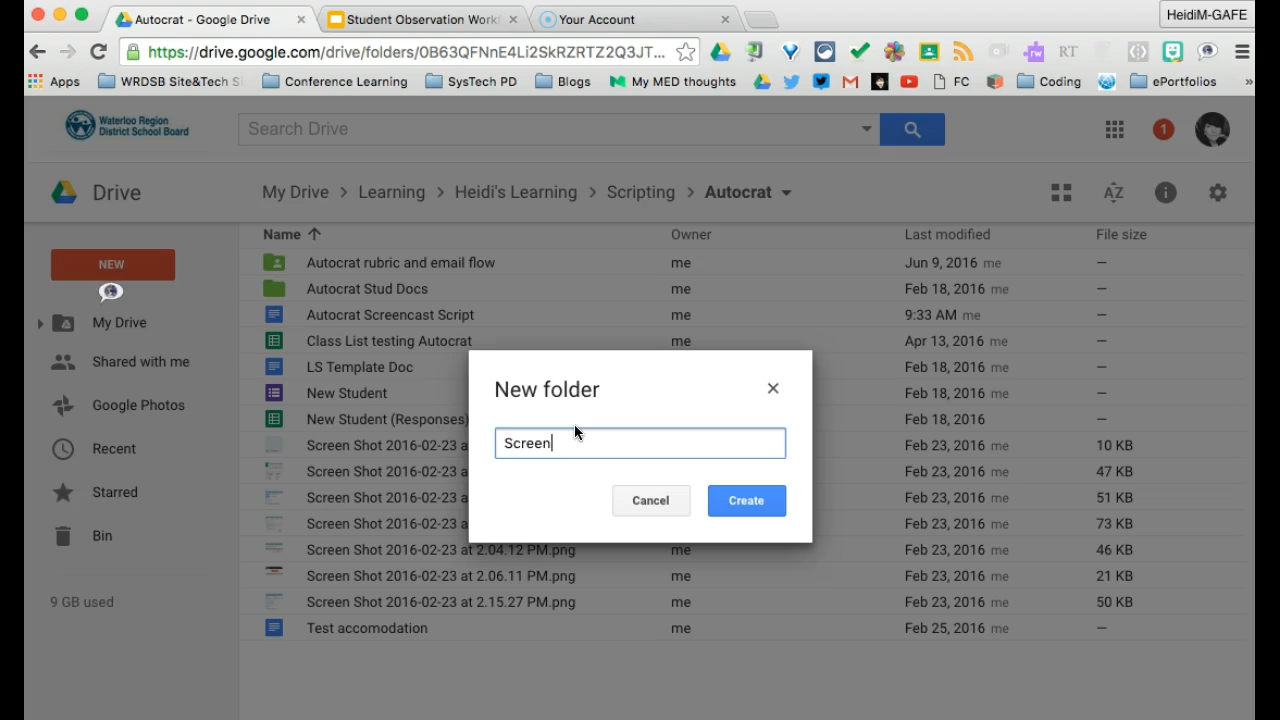 Autocrat - Google Drive
Student Observation Work
Your Account
HeidiM-GAFE
https://drive.google.com/drive/folders/0B63QFNnE4Li2SkRZRTZ2Q3JT...
RT
Apps
WRDSB Site&Tech S
Conference Learning
SysTech PD
Blogs
My MED thoughts
FC
Coding
ePortfolios
»
Waterloo Region
District School Board
Search Drive
1
Drive
My Drive > Learning > Heidi's Learning > Scripting > Autocrat
AZ
NEW
My Drive
Shared with me
Google Photos
Recent
Starred
Bin
9 GB used
Name Owner Last modified File size
Autocrat rubric and email flow me Jun 9, 2016 me —
Autocrat Stud Docs me Feb 18, 2016 me —
Autocrat Screencast Script me 9:33 AM me —
Class List testing Autocrat me Apr 13, 2016 me —
LS Template Doc Feb 18, 2016 me —
New Student Feb 18, 2016 me —
New Student (Responses) Feb 18, 2016 —
Screen Shot 2016-02-23 a Feb 23, 2016 me 10 KB
Screen Shot 2016-02-23 a Feb 23, 2016 me 47 KB
Screen Shot 2016-02-23 a Feb 23, 2016 me 51 KB
Screen Shot 2016-02-23 a Feb 23, 2016 me 73 KB
Screen Shot 2016-02-23 at 2.04.12 PM.png me Feb 23, 2016 me 46 KB
Screen Shot 2016-02-23 at 2.06.11 PM.png me Feb 23, 2016 me 21 KB
Screen Shot 2016-02-23 at 2.15.27 PM.png me Feb 23, 2016 me 50 KB
Test accomodation me Feb 25, 2016 me —
New folder
Screen
Cancel
Create